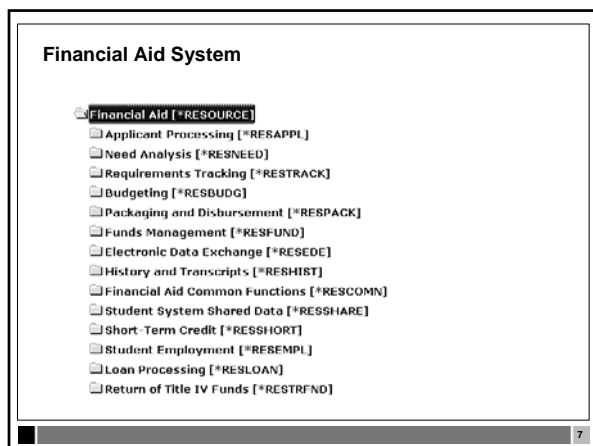 Financial Aid System
Financial Aid [*RESOURCE]
Applicant Processing [*RESAPPL]
Need Analysis [*RESNEED]
Requirements Tracking [*RESTRACK]
Budgeting [*RESBUDG]
Packaging and Disbursement [*RESPACK]
Funds Management [*RESFUND]
Electronic Data Exchange [*RESEDE]
History and Transcripts [*RESHIST]
Financial Aid Common Functions [*RESCOMN]
Student System Shared Data [*RESSHARE]
Short-Term Credit [*RESSHORT]
Student Employment [*RESEMPL]
Loan Processing [*RESLOAN]
Return of Title IV Funds [*RESTRFND]
7